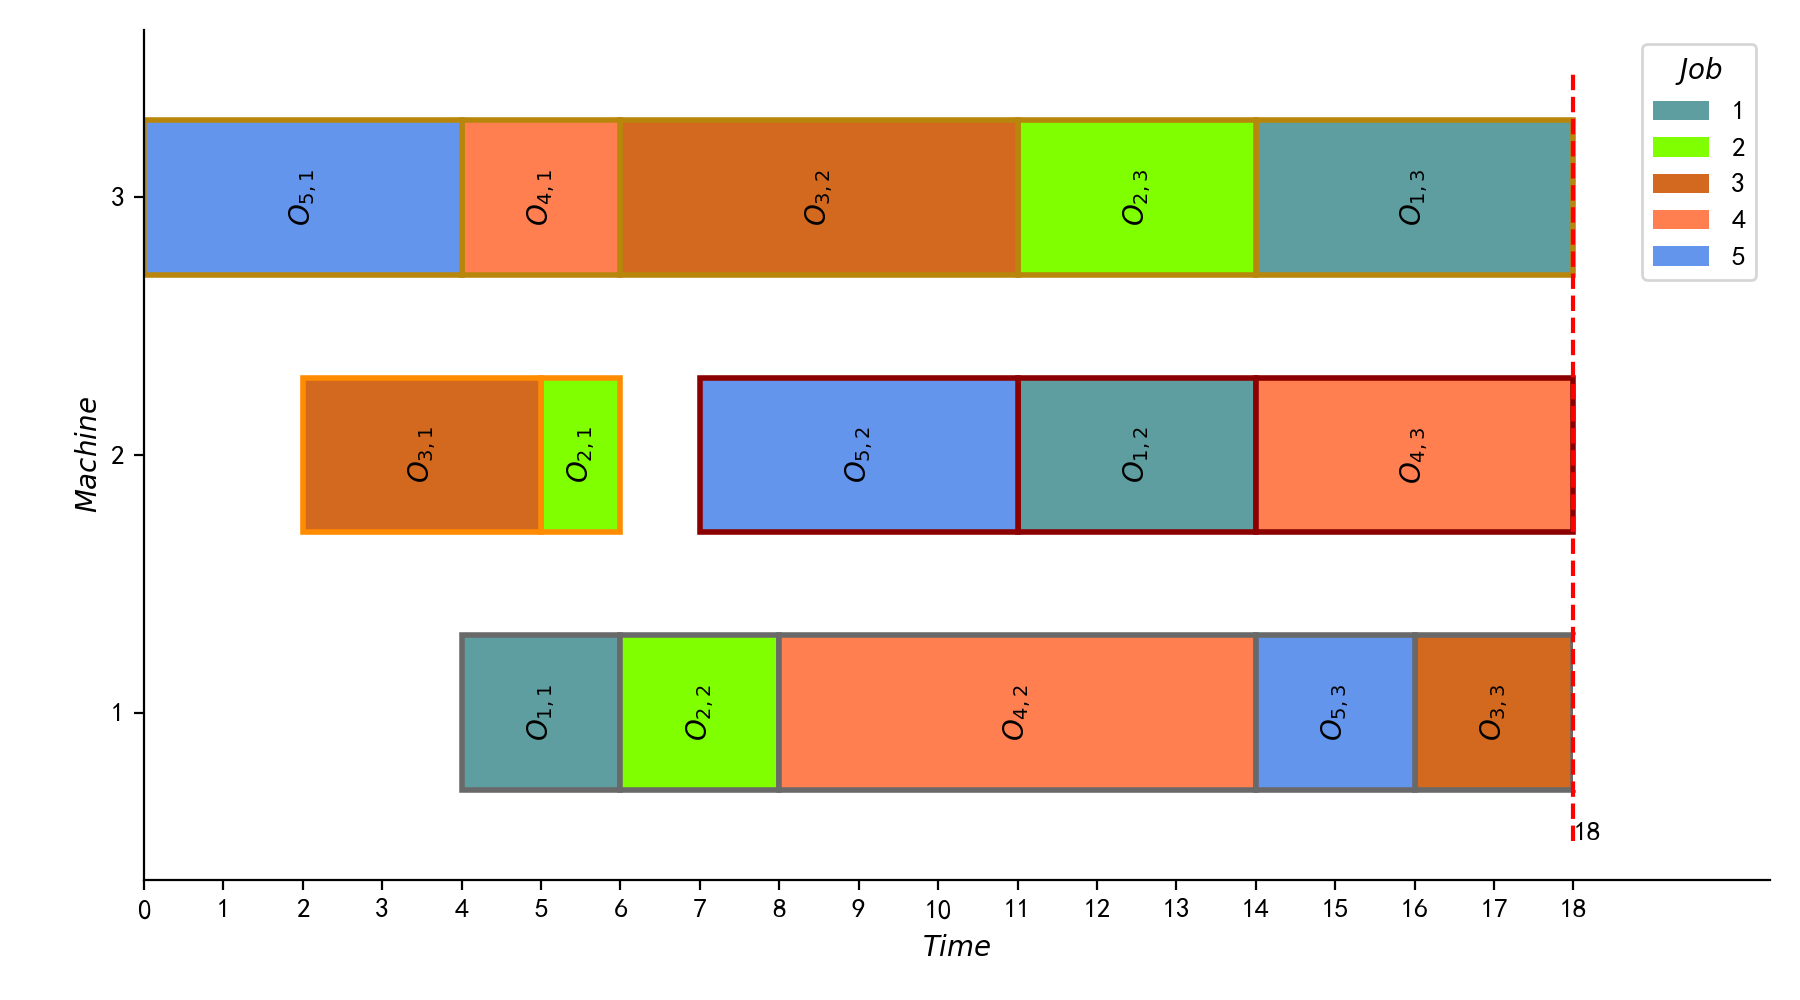 Job
1
2
3
4
5
Machine
3
O5,1
O4,1
O3,2
O2,3
O1,3
2
O3,1
O2,1
O5,2
O1,2
O4,3
1
O1,1
O2,2
O4,2
O5,3
O3,3
18
0 1 2 3 4 5 6 7 8 9 10 11 12 13 14 15 16 17 18
Time